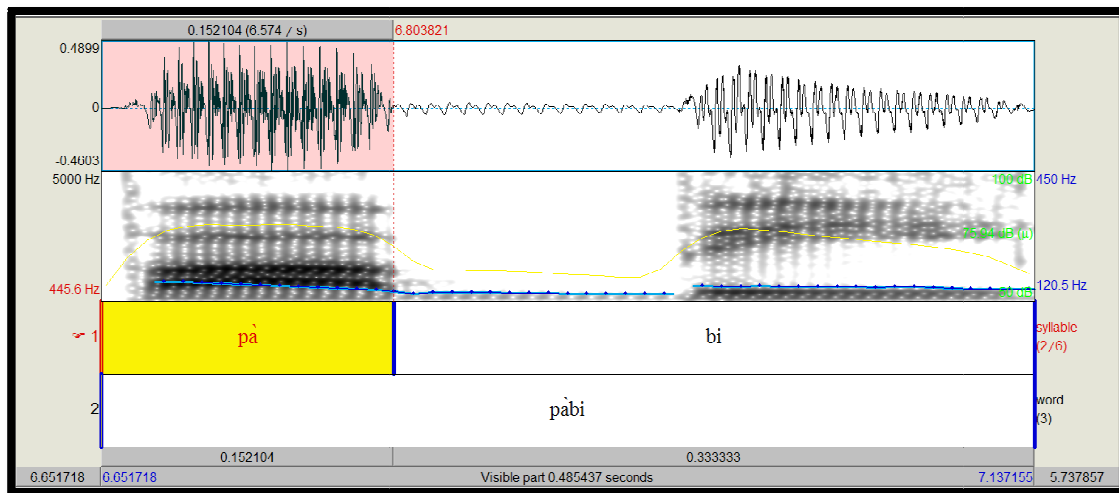 0.152104 (6.574 / s) 6.803821
0.4899
0
-0.4603
5000 Hz 100 dB 450 Hz
75.04 dB (µ)
445.6 Hz 50 dB 120.5 Hz
1 pà bi syllable
(2/6)
2 pàbi word
(3)
0.152104 0.333333
6.651718 6.651718 Visible part 0.485437 seconds 7.137155 5.737857